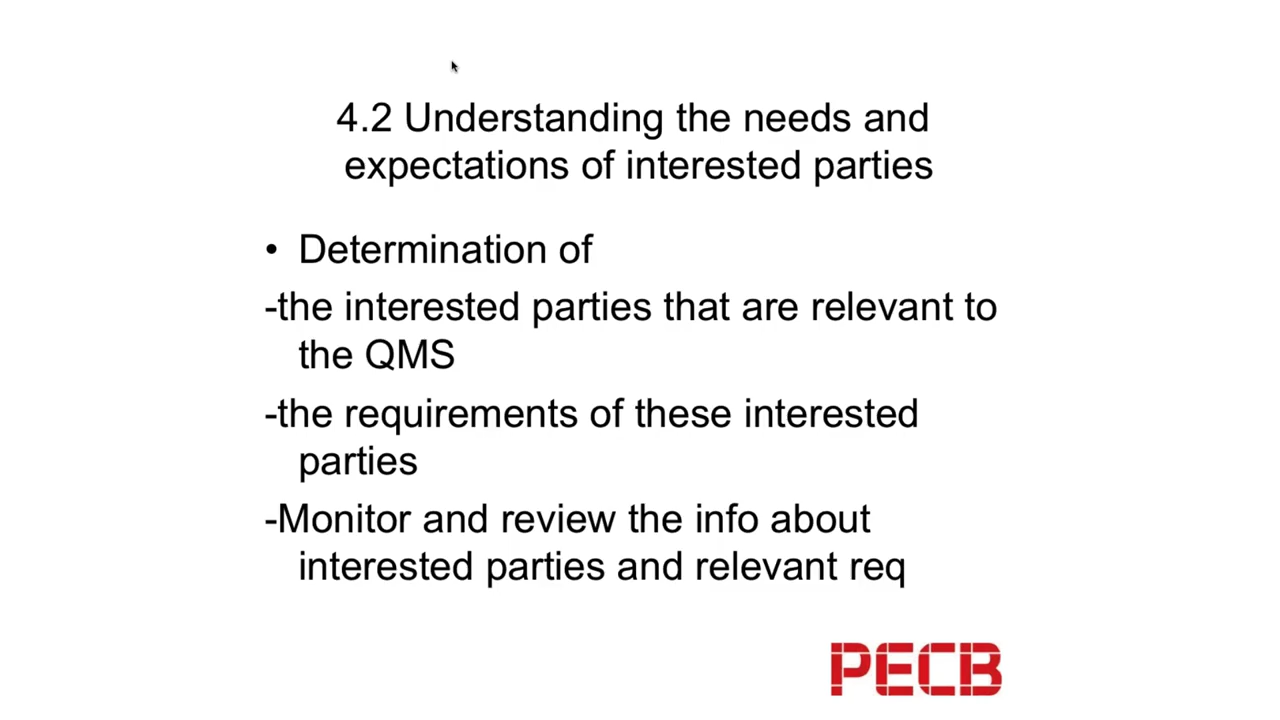 4.2 Understanding the needs and
expectations of interested parties
• Determination of
-the interested parties that are relevant to
the QMS
-the requirements of these interested
parties
-Monitor and review the info about
interested parties and relevant req
PECB